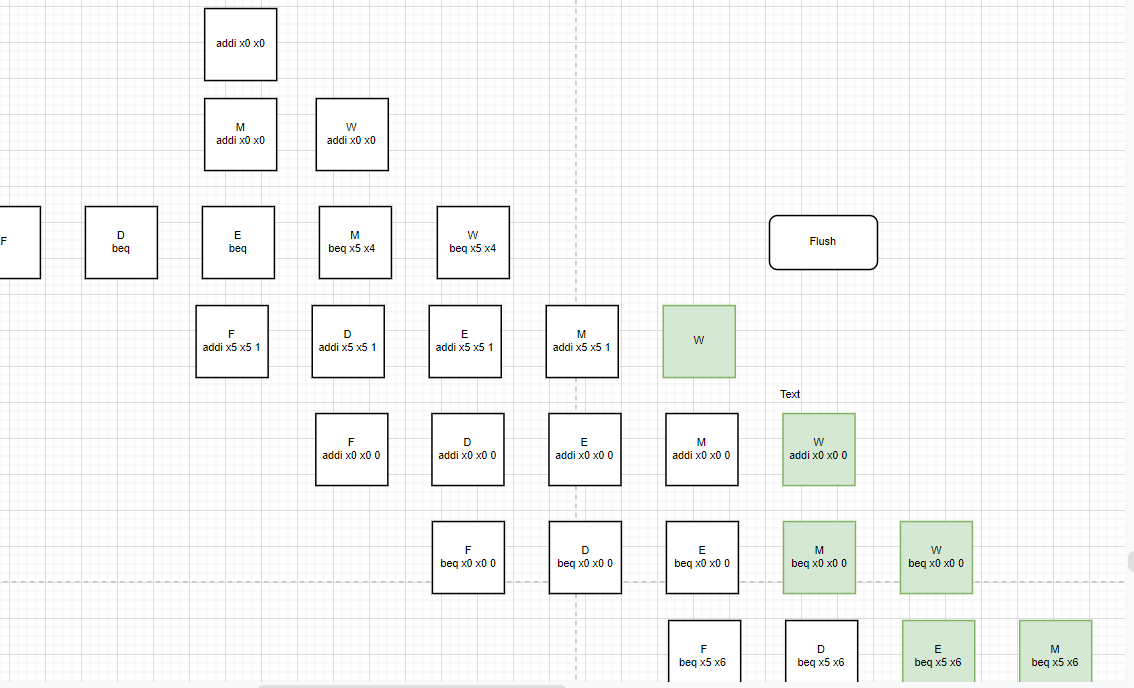 addi x0 x0
M
addi x0 x0
W
addi x0 x0
F
D
beq
E
beq
M
beq x5 x4
W
beq x5 x4
Flush
F
addi x5 x5 1
D
addi x5 x5 1
E
addi x5 x5 1
M
addi x5 x5 1
W
Text
F
addi x0 x0 0
D
addi x0 x0 0
E
addi x0 x0 0
M
addi x0 x0 0
W
addi x0 x0 0
F
beq x0 x0 0
D
beq x0 x0 0
E
beq x0 x0 0
M
beq x0 x0 0
W
beq x0 x0 0
F
beq x5 x6
D
beq x5 x6
E
beq x5 x6
M
beq x5 x6